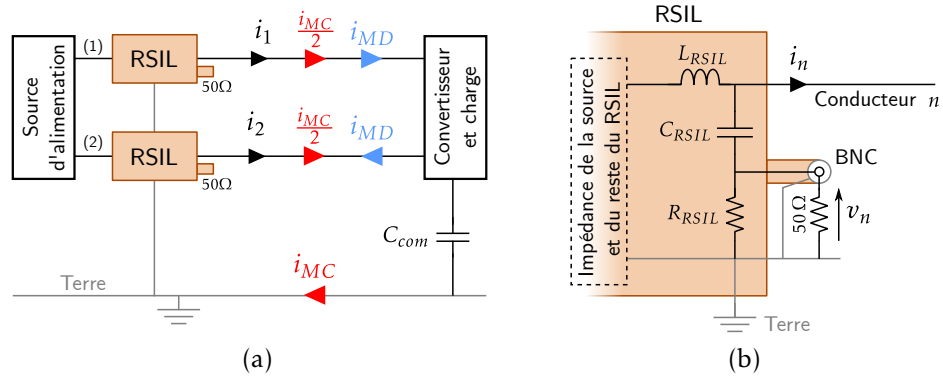 Source
d'alimentation
(1)
RSIL
50Ω
i1
iMC
2
iMD
(2)
RSIL
50Ω
i2
iMC
2
iMD
Convertisseur
et charge
Ccom
iMC
Terre
(a)
RSIL
Impédance de la source
et du reste du RSIL
LRSIL
in
Conducteur n
CRSIL
BNC
RRSIL
50 Ω
vn
Terre
(b)